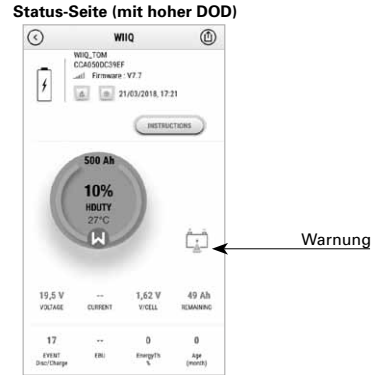 Status-Seite (mit hoher DOD)
WIIQ
WIIQ_TOM
CCA050DC39EF
Firmware: V7.7
21/03/2018, 17:21
INSTRUCTIONS
500 Ah
10%
HDUTY
27°C
Warnung
19,5 V -- 1,62 V 49 Ah
VOLTAGE CURRENT V/CELL REMAINING
17 -- 0 0
EVENT EBU EnergyTh Age
Disc/Charge % (month)